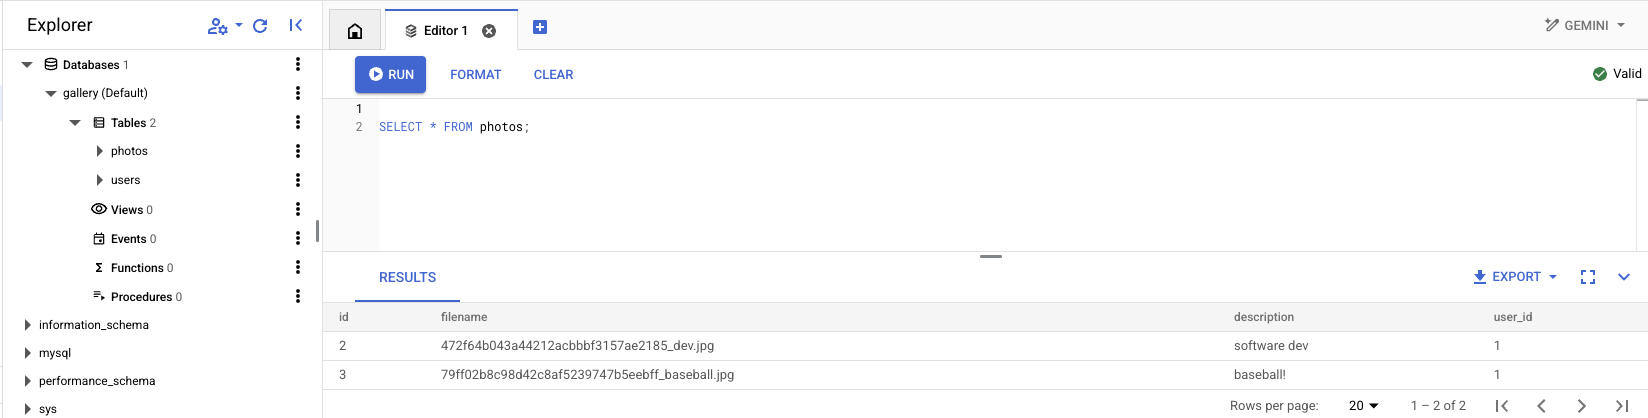 Explorer
Editor 1
GEMINI
Databases 1
RUN
FORMAT
CLEAR
Valid
gallery (Default)
Tables 2
photos
users
Views 0
Events 0
Functions 0
Procedures 0
information_schema
mysql
performance_schema
sys
1
2 SELECT * FROM photos;
RESULTS
EXPORT
id filename description user_id
2 472f64b043a44212acbbbf3157ae2185_dev.jpg software dev 1
3 79ff02b8c98d42c8af5239747b5eebff_baseball.jpg baseball! 1
Rows per page: 20 1 – 2 of 2